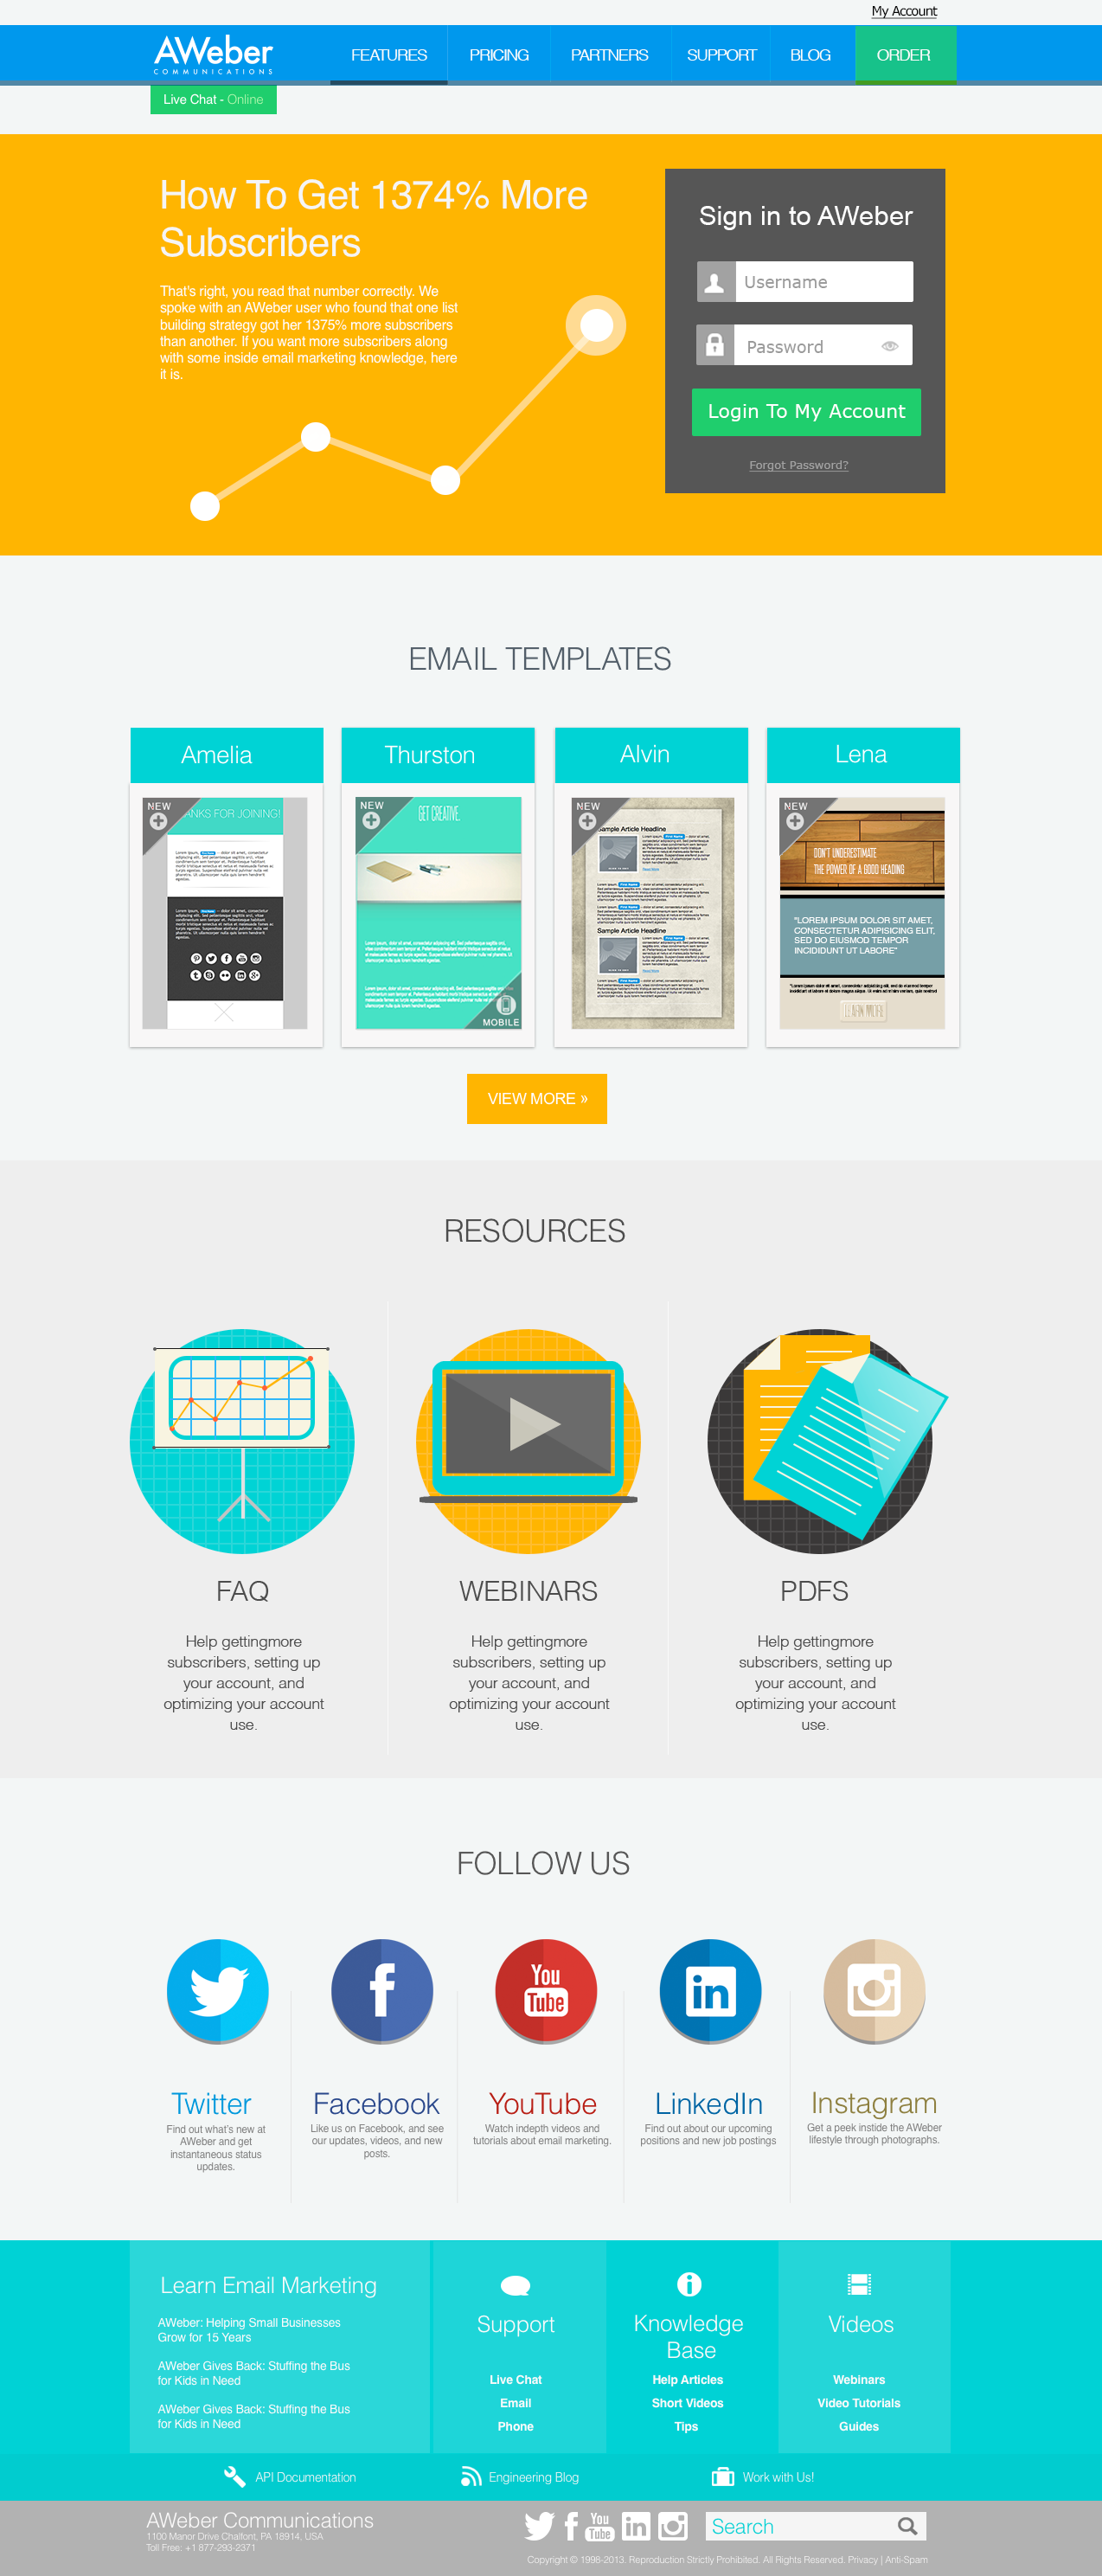 My Account
AWeber
COMMUNICATIONS
FEATURES
PRICING
PARTNERS
SUPPORT
BLOG
ORDER
Live Chat - Online
How To Get 1374% More
Subscribers
That's right, you read that number correctly. We
spoke with an AWeber user who found that one list
building strategy got her 1375% more subscribers
than another. If you want more subscribers along
with some inside email marketing knowledge, here
it is.
Sign in to AWeber
Username
Password
Login To My Account
Forgot Password?
EMAIL TEMPLATES
Amelia
NEW
ANKS FOR JOINING!
Thurston
NEW
GET CREATIVE.
MOBILE
Alvin
NEW
Sample Article Headline
Sample Article Headline
Lena
NEW
DON'T UNDERESTIMATE
THE POWER OF A GOOD HEADING
"LOREM IPSUM DOLOR SIT AMET,
CONSECTETUR ADIPISICING ELIT,
SED DO EIUSMOD TEMPOR
INCIDIDUNT UT LABORE"
LEARN MORE
VIEW MORE »
RESOURCES
FAQ
Help gettingmore
subscribers, setting up
your account, and
optimizing your account
use.
WEBINARS
Help gettingmore
subscribers, setting up
your account, and
optimizing your account
use.
PDFS
Help gettingmore
subscribers, setting up
your account, and
optimizing your account
use.
FOLLOW US
f
You
Tube
in
Twitter
Find out what's new at
AWeber and get
instantaneous status
updates.
Facebook
Like us on Facebook, and see
our updates, videos, and new
posts.
YouTube
Watch indepth videos and
tutorials about email marketing.
LinkedIn
Find out about our upcoming
positions and new job postings
Instagram
Get a peek instide the AWeber
lifestyle through photographs.
Learn Email Marketing
AWeber: Helping Small Businesses
Grow for 15 Years
AWeber Gives Back: Stuffing the Bus
for Kids in Need
AWeber Gives Back: Stuffing the Bus
for Kids in Need
Support
Live Chat
Email
Phone
Knowledge
Base
Help Articles
Short Videos
Tips
Videos
Webinars
Video Tutorials
Guides
API Documentation
Engineering Blog
Work with Us!
AWeber Communications
1100 Manor Drive Chalfont, PA 18914, USA
Toll Free: +1 877-293-2371
f
You
Tube
in
Search
Copyright © 1998-2013. Reproduction Strictly Prohibited. All Rights Reserved. Privacy | Anti-Spam